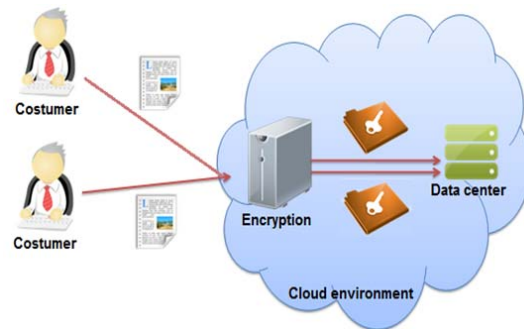 Costumer
Costumer
Encryption
Data center
Cloud environment